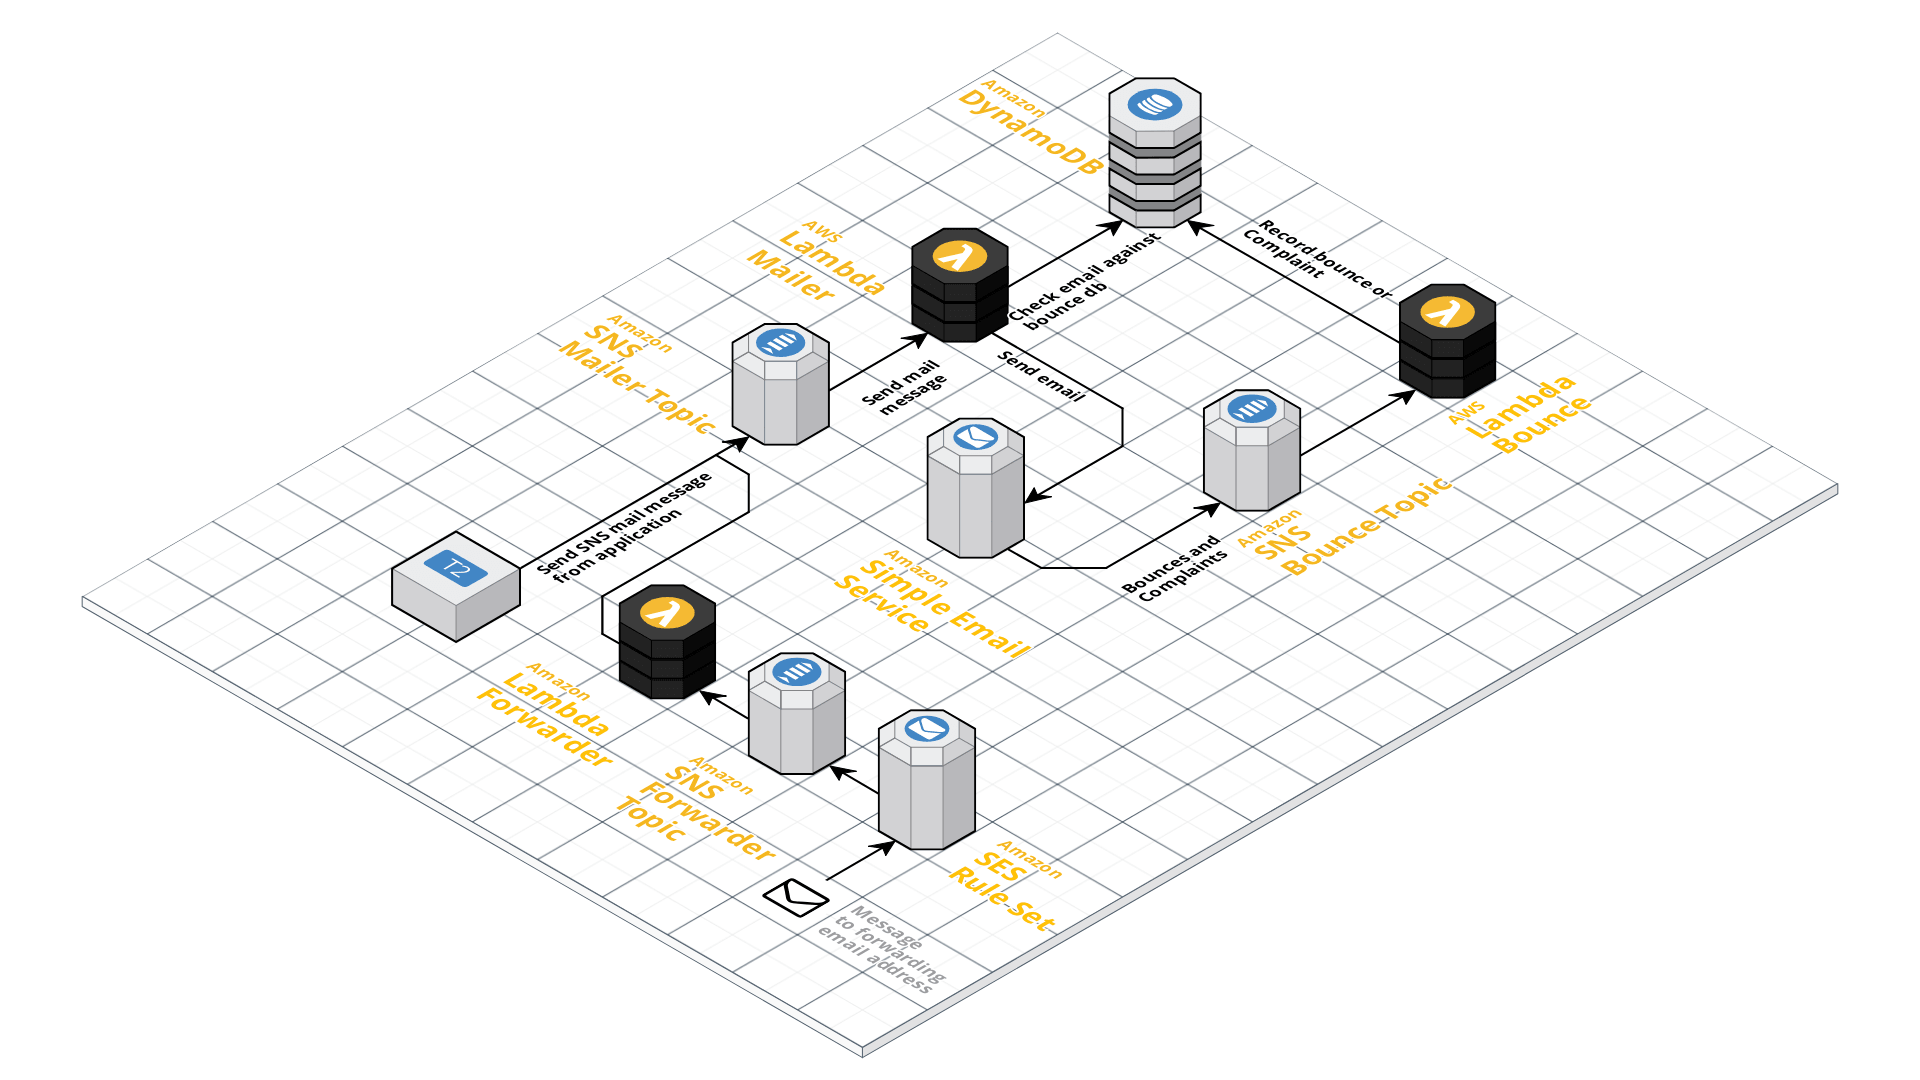 Amazon
DynamoDB
AWS
Lambda
Mailer
Amazon
SNS
Mailer Topic
Record bounce or
Complaint
Check email against
bounce db
Send mail
message
Send email
AWS
Lambda
Bounce
Send SNS mail message
from application
T2
Amazon
SNS
Bounce Topic
Bounces and
Complaints
Amazon
Simple Email
Service
Amazon
Lambda
Forwarder
Amazon
SNS
Forwarder
Topic
Amazon
SES
Rule Set
Message
to forwarding
email address